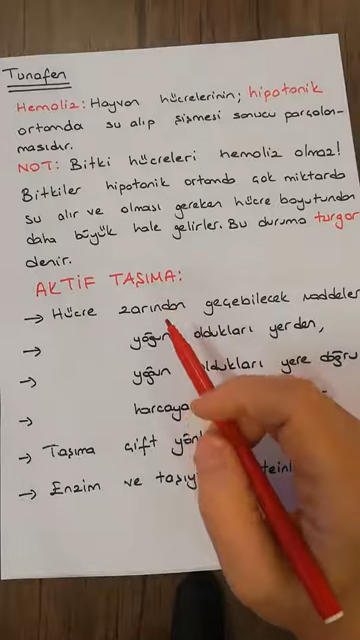 Tunafen
Hemoliz: Hayvan hücrelerinin; hipotonik
ortamda su alıp şişmesi sonucu parçalan-
masıdır.
NOT: Bitki hücreleri hemoliz olmaz!
Bitkiler hipotonik ortamda çok miktarda
su alır ve olması gereken hücre boyutundan
daha büyük hale gelirler. Bu duruma turgor
denir.
AKTİF TAŞIMA:
→ Hücre zarından geçebilecek maddeler
→ yoğun oldukları yerden,
→ yoğun oldukları yere doğru
→ harcaya
→ Taşıma çift yön
→ Enzim ve taşıy